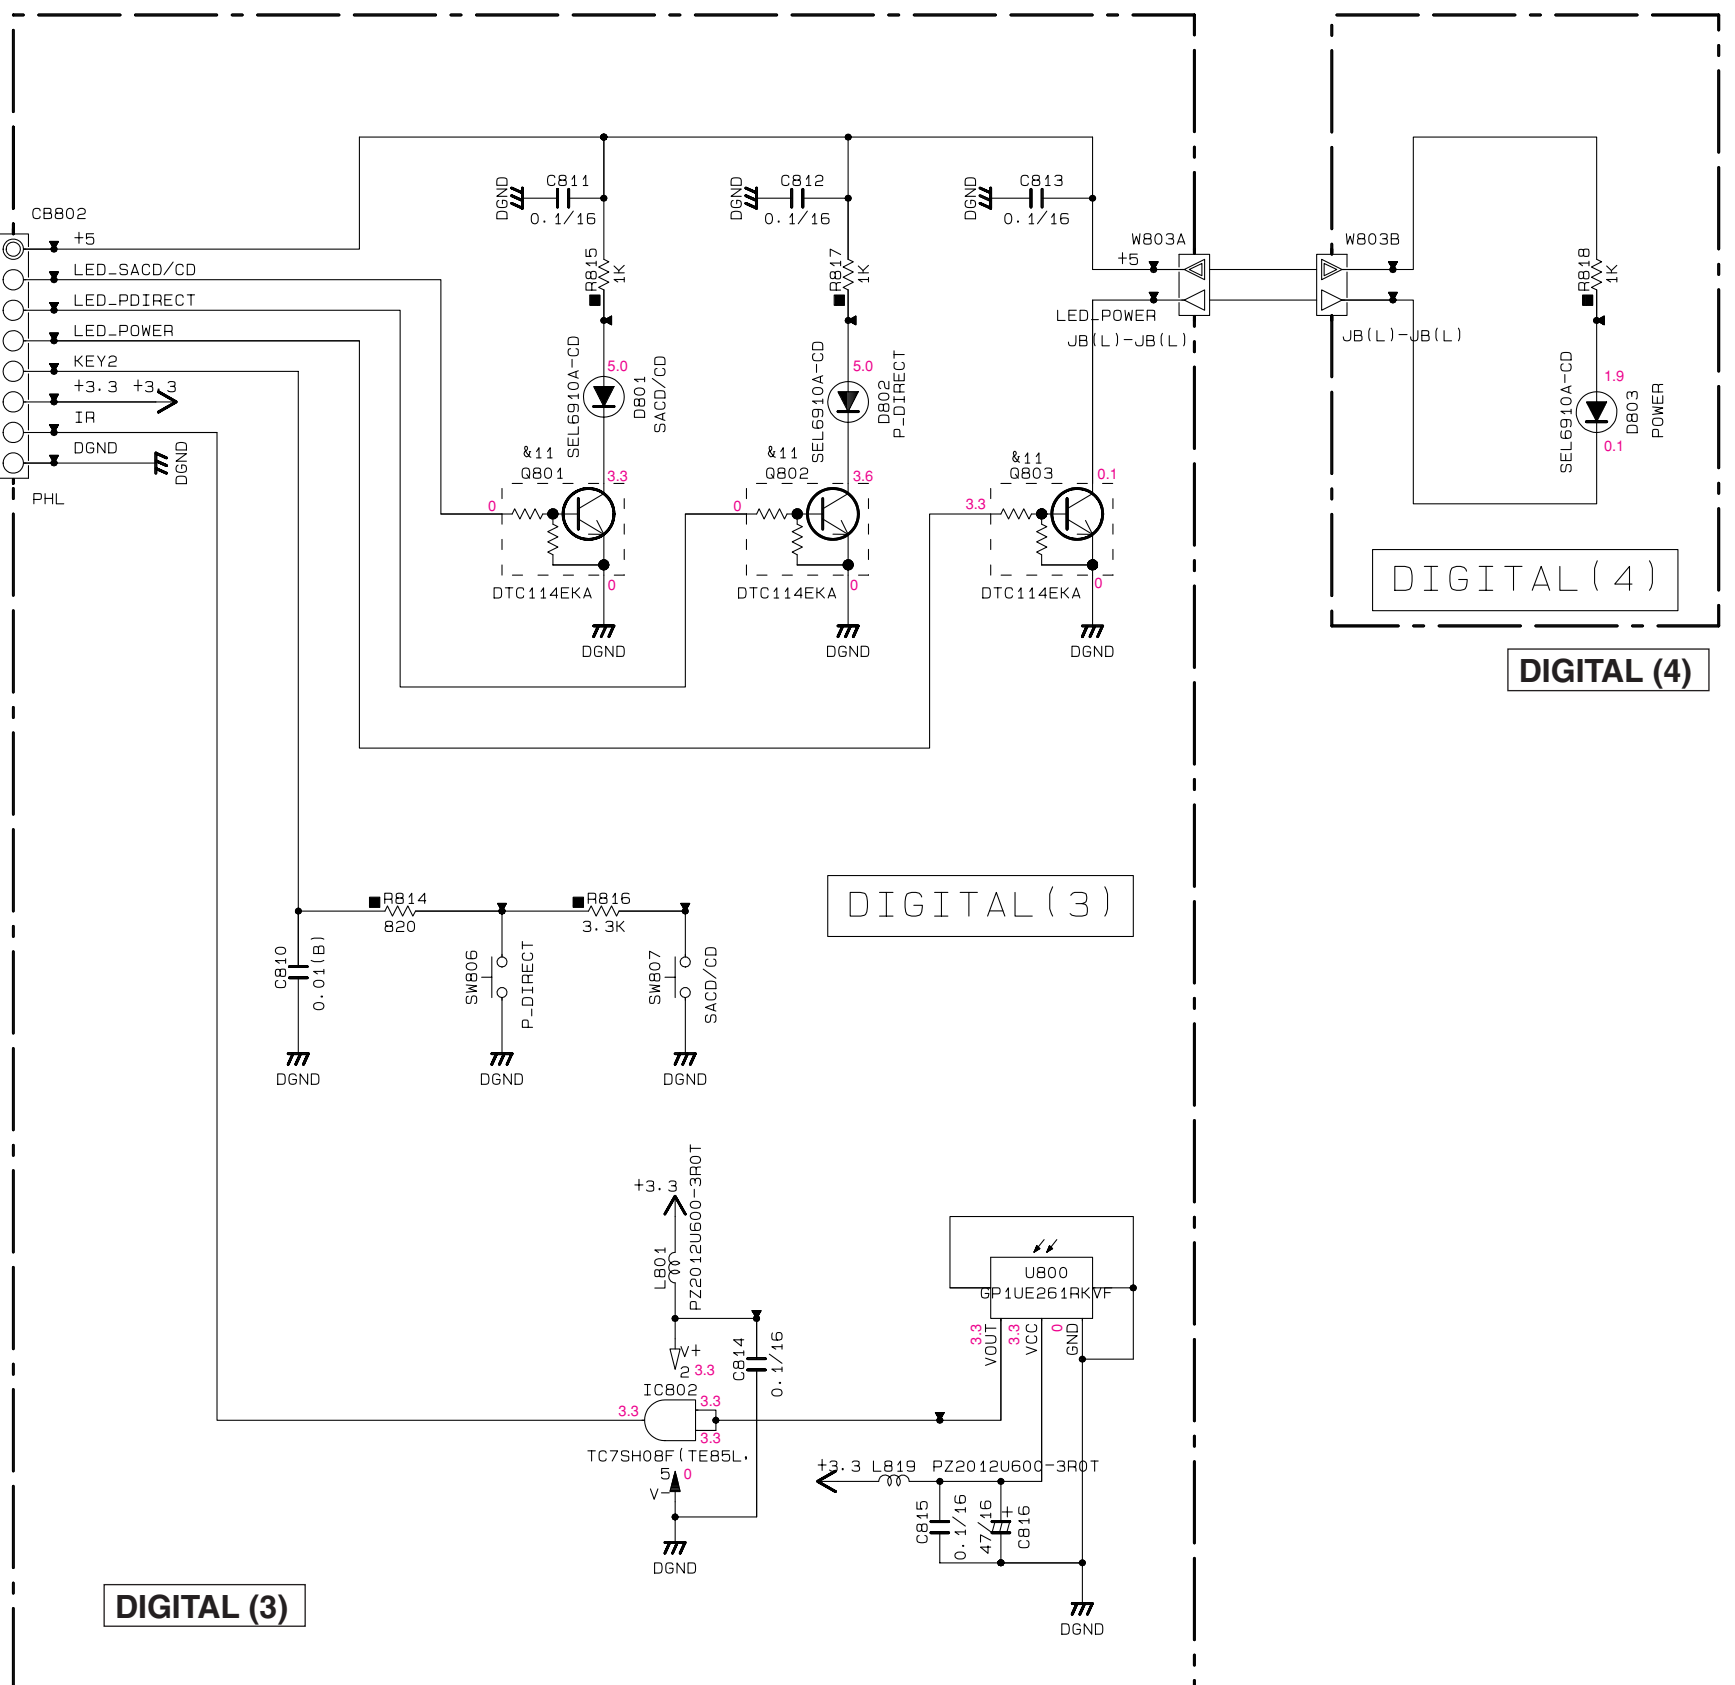 CB802
+5
LED_SACD/CD
LED_PDIRECT
LED_POWER
KEY2
+3.3 +3.3
IR
DGND
DGND
PHL
DGND
C811
0.1/16
R815
1K
5.0
SEL6910A-CD
D801
SACD/CD
&11
Q801
3.3
0
0
DTC114EKA
DGND
DGND
C812
0.1/16
R817
1K
5.0
SEL6910A-CD
D802
P_DIRECT
&11
Q802
3.6
0
0
DTC114EKA
DGND
DGND
C813
0.1/16
W803A
+5
LED_POWER
JB(L)-JB(L)
&11
Q803
0.1
3.3
0
DTC114EKA
DGND
W803B
JB(L)-JB(L)
R818
1K
1.9
SEL6910A-CD
D803
POWER
0.1
DIGITAL(4)
DIGITAL (4)
R814
820
R816
3.3K
C810
0.01(B)
SW806
P_DIRECT
SW807
SACD/CD
DGND
DGND
DGND
DIGITAL(3)
+3.3
L801
PZ2012U600-3R0T
V+
2 3.3
C814
0.1/16
IC802
3.3
3.3
3.3
TC7SH08F(TE85L,
5 0
V-
DGND
U800
GP1UE261RKVF
3.3
VOUT
3.3
VCC
0
GND
+3.3 L819 PZ2012U600-3R0T
C815
0.1/16
47/16
+
C816
DGND
DIGITAL (3)